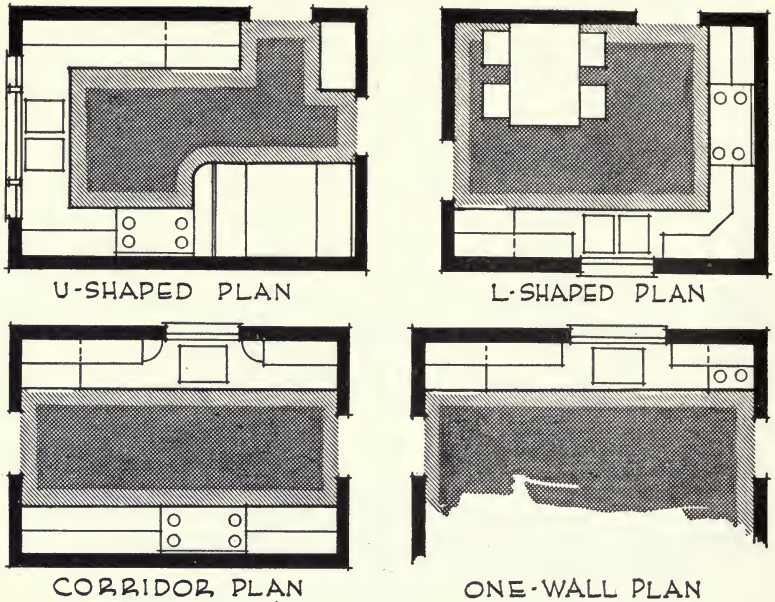 U-SHAPED PLAN
L-SHAPED PLAN
CORRIDOR PLAN
ONE-WALL PLAN